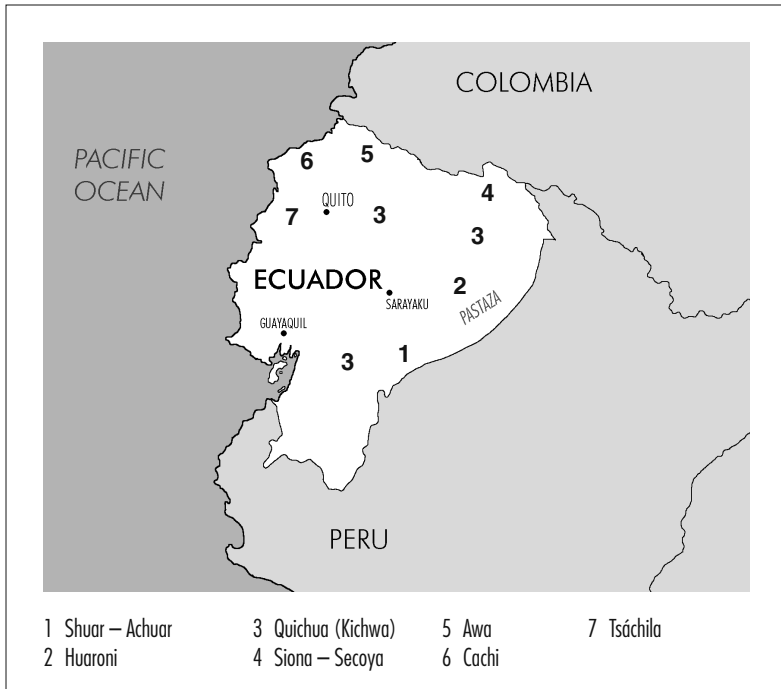 COLOMBIA
PACIFIC
OCEAN
6
5
4
7
QUITO
3
3
ECUADOR
2
SARAYAKU
PASTAZA
GUAYAQUIL
3
1
PERU
1 Shuar – Achuar
2 Huaroni
3 Quichua (Kichwa)
4 Siona – Secoya
5 Awa
6 Cachi
7 Tsáchila